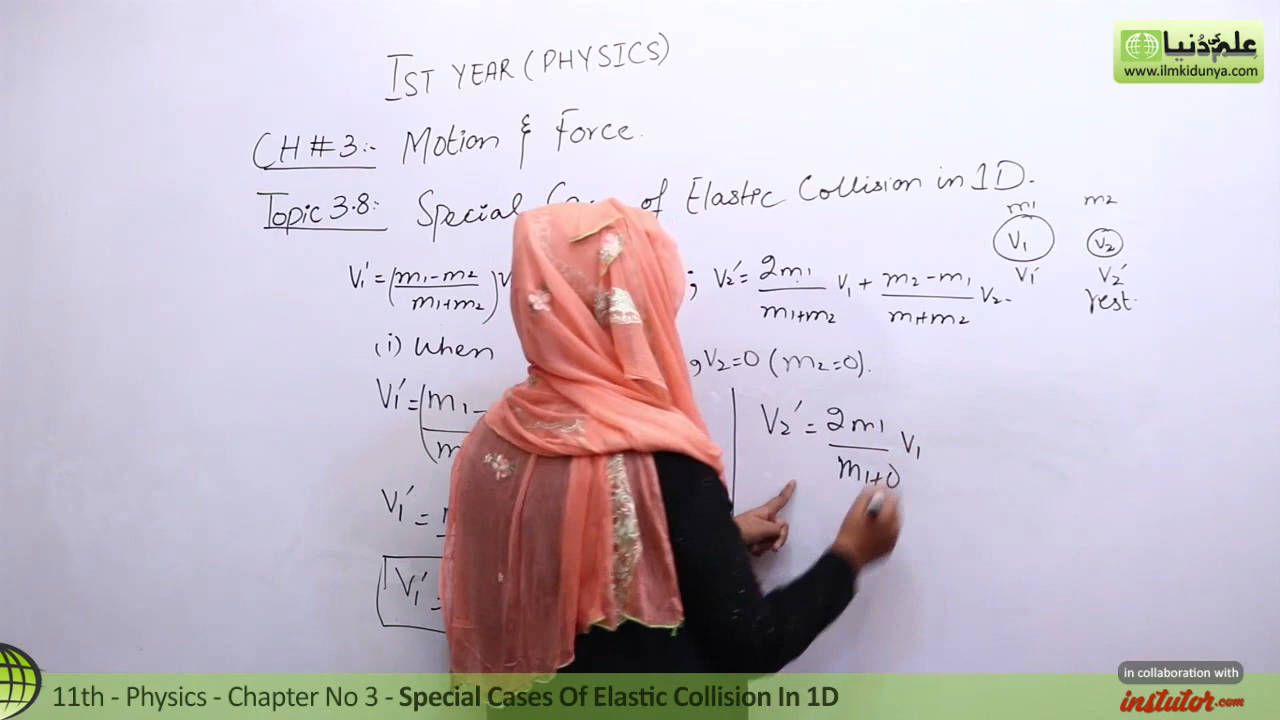 علم کی دُنیا
www.ilmkidunya.com
IST YEAR (PHYSICS)
CH # 3:- Motion & Force.
Topic 3.8: Special of Elastic Collision in 1D.
m1 m2
V1 V2
V1' V2'
rest.
V1' = (m1-m2/m1+m2) V ; V2' = 2m1/m1+m2 V1 + m2-m1/m1+m2 V2
(i) When , V2=0 (m2=0).
V1' = (m1-
V2' = 2m1/m1+0 V1
V1' =
V1' =
in collaboration with
instutor.com
11th - Physics - Chapter No 3 - Special Cases Of Elastic Collision In 1D